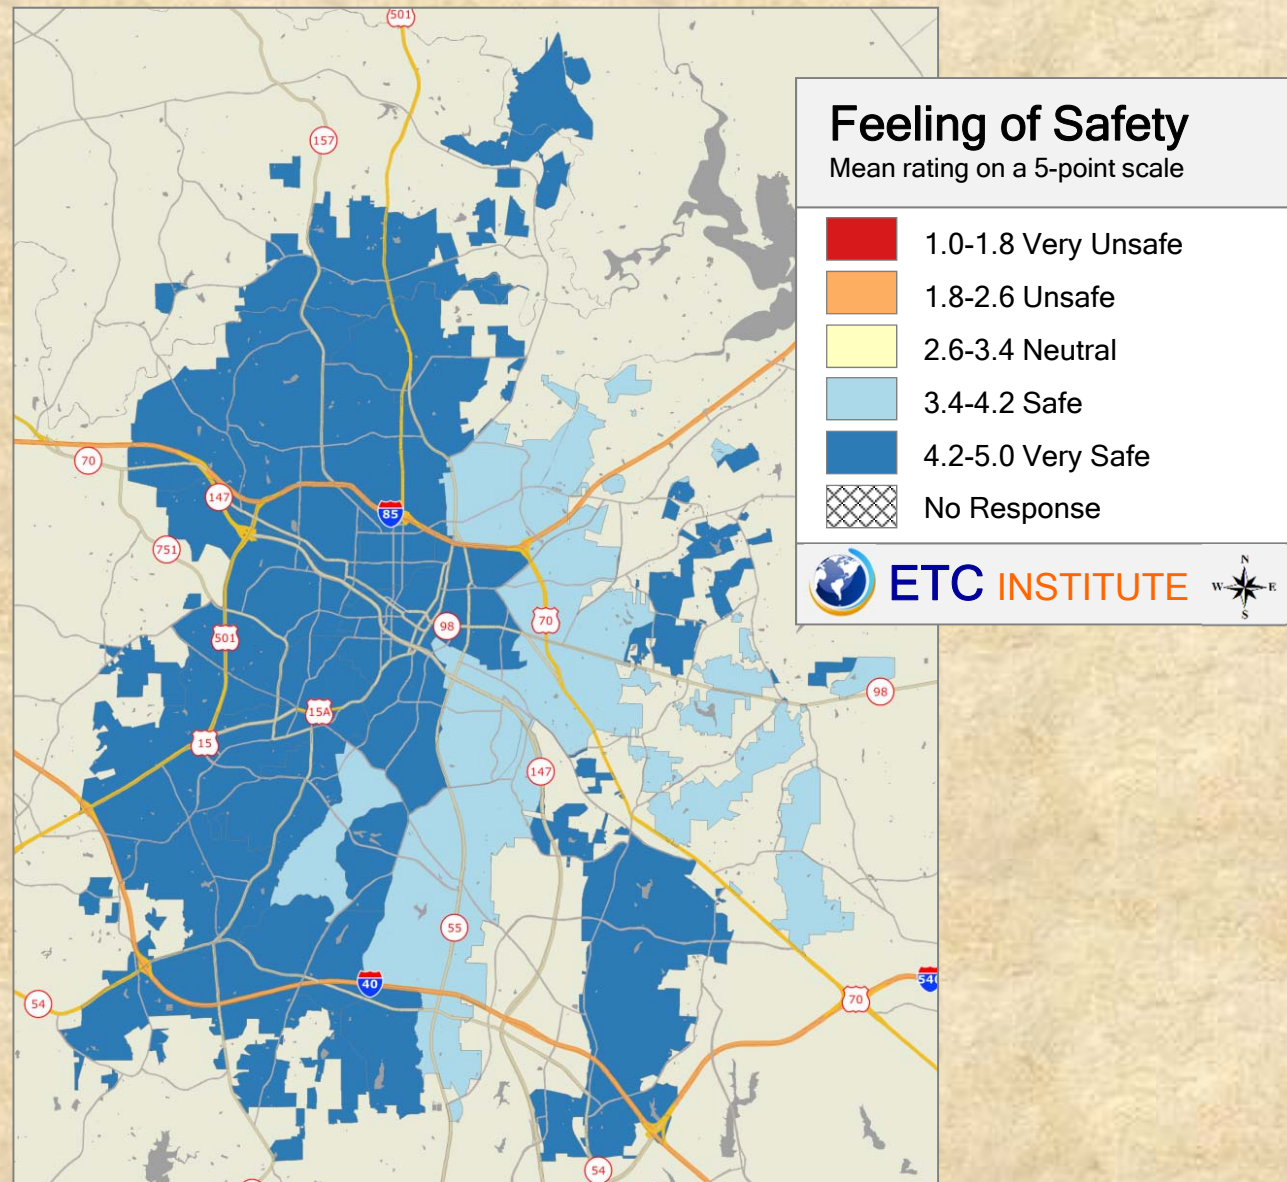 501
157
Feeling of Safety
Mean rating on a 5-point scale
1.0-1.8 Very Unsafe
1.8-2.6 Unsafe
2.6-3.4 Neutral
3.4-4.2 Safe
4.2-5.0 Very Safe
No Response
ETC INSTITUTE
N
W E
S
70
147
85
751
98
70
501
98
15A
15
147
55
40
54
70
540
54